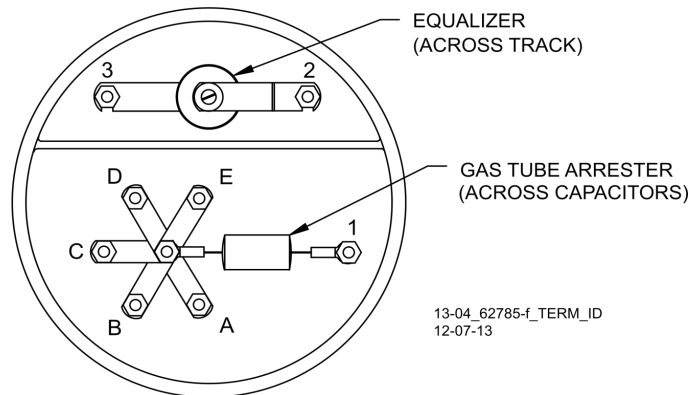 EQUALIZER
(ACROSS TRACK)
3
2
D
E
GAS TUBE ARRESTER
(ACROSS CAPACITORS)
C
1
B
A
13-04_62785-f_TERM_ID
12-07-13